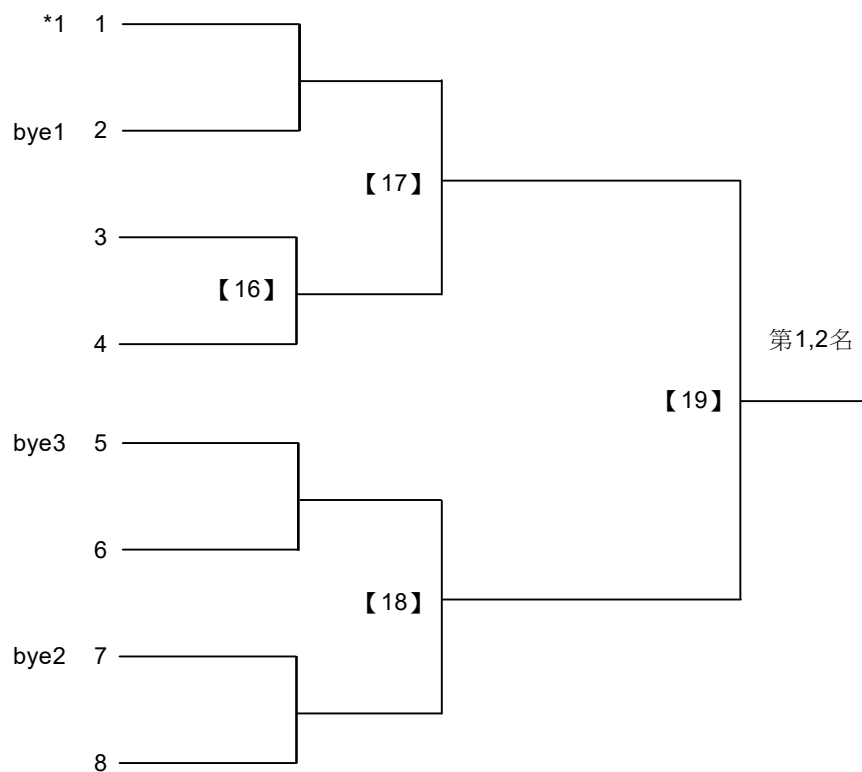 *1 1
bye1 2
【17】
3
【16】
4
第1,2名
【19】
bye3 5
6
【18】
bye2 7
8